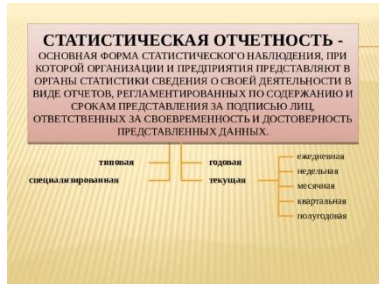 СТАТИСТИЧЕСКАЯ ОТЧЕТНОСТЬ -
ОСНОВНАЯ ФОРМА СТАТИСТИЧЕСКОГО НАБЛЮДЕНИЯ, ПРИ
КОТОРОЙ ОРГАНИЗАЦИИ И ПРЕДПРИЯТИЯ ПРЕДСТАВЛЯЮТ В
ОРГАНЫ СТАТИСТИКИ СВЕДЕНИЯ О СВОЕЙ ДЕЯТЕЛЬНОСТИ В
ВИДЕ ОТЧЕТОВ, РЕГЛАМЕНТИРОВАННЫХ ПО СОДЕРЖАНИЮ И
СРОКАМ ПРЕДСТАВЛЕНИЯ ЗА ПОДПИСЬЮ ЛИЦ,
ОТВЕТСТВЕННЫХ ЗА СВОЕВРЕМЕННОСТЬ И ДОСТОВЕРНОСТЬ
ПРЕДСТАВЛЕННЫХ ДАННЫХ.
типовая
специализированная
годовая
текущая
ежедневная
недельная
месячная
квартальная
полугодовая